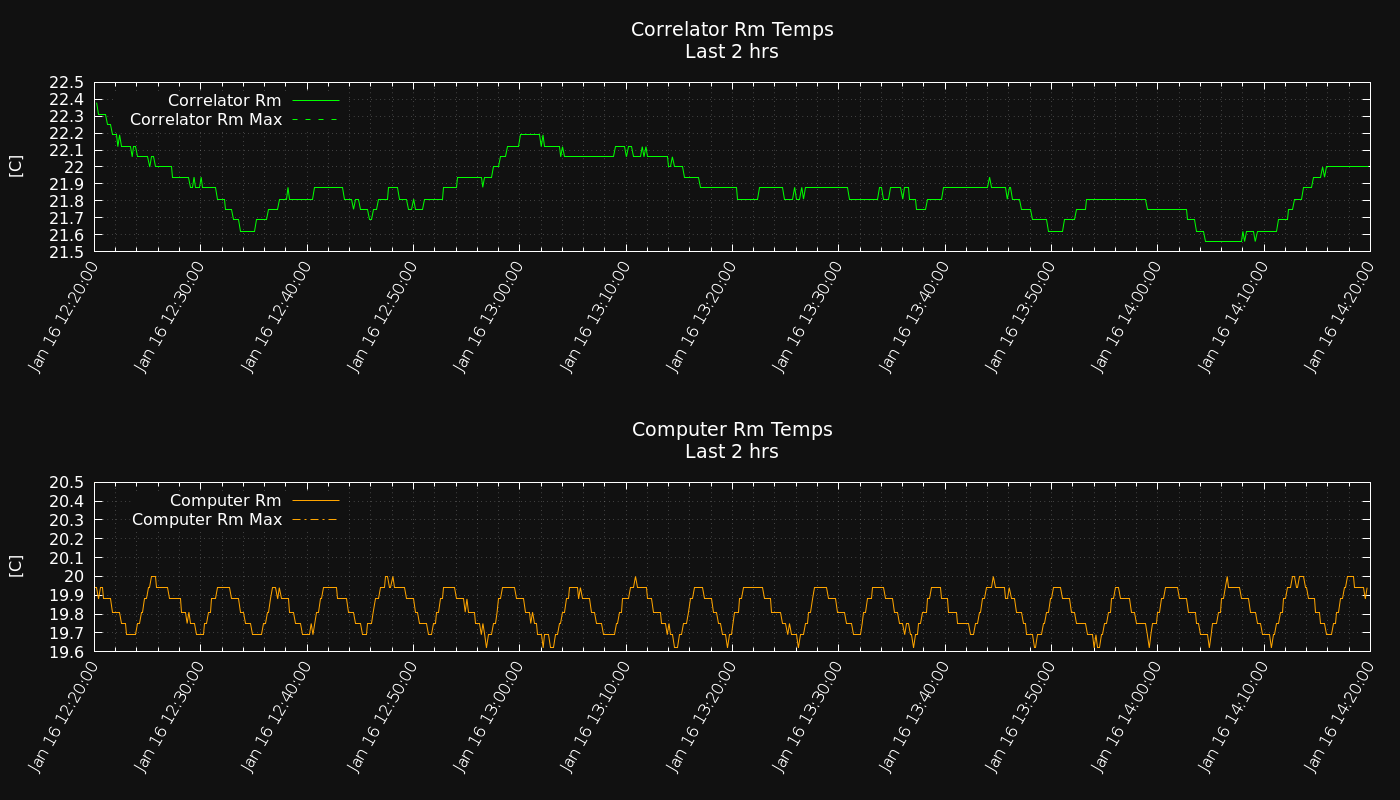 Correlator Rm Temps
Last 2 hrs
22.5
22.4
22.3
22.2
22.1
22
21.9
21.8
21.7
21.6
21.5
[C]
Correlator Rm
Correlator Rm Max
Jan 16 12:20:00
Jan 16 12:30:00
Jan 16 12:40:00
Jan 16 12:50:00
Jan 16 13:00:00
Jan 16 13:10:00
Jan 16 13:20:00
Jan 16 13:30:00
Jan 16 13:40:00
Jan 16 13:50:00
Jan 16 14:00:00
Jan 16 14:10:00
Jan 16 14:20:00
Computer Rm Temps
Last 2 hrs
20.5
20.4
20.3
20.2
20.1
20
19.9
19.8
19.7
19.6
[C]
Computer Rm
Computer Rm Max
Jan 16 12:20:00
Jan 16 12:30:00
Jan 16 12:40:00
Jan 16 12:50:00
Jan 16 13:00:00
Jan 16 13:10:00
Jan 16 13:20:00
Jan 16 13:30:00
Jan 16 13:40:00
Jan 16 13:50:00
Jan 16 14:00:00
Jan 16 14:10:00
Jan 16 14:20:00